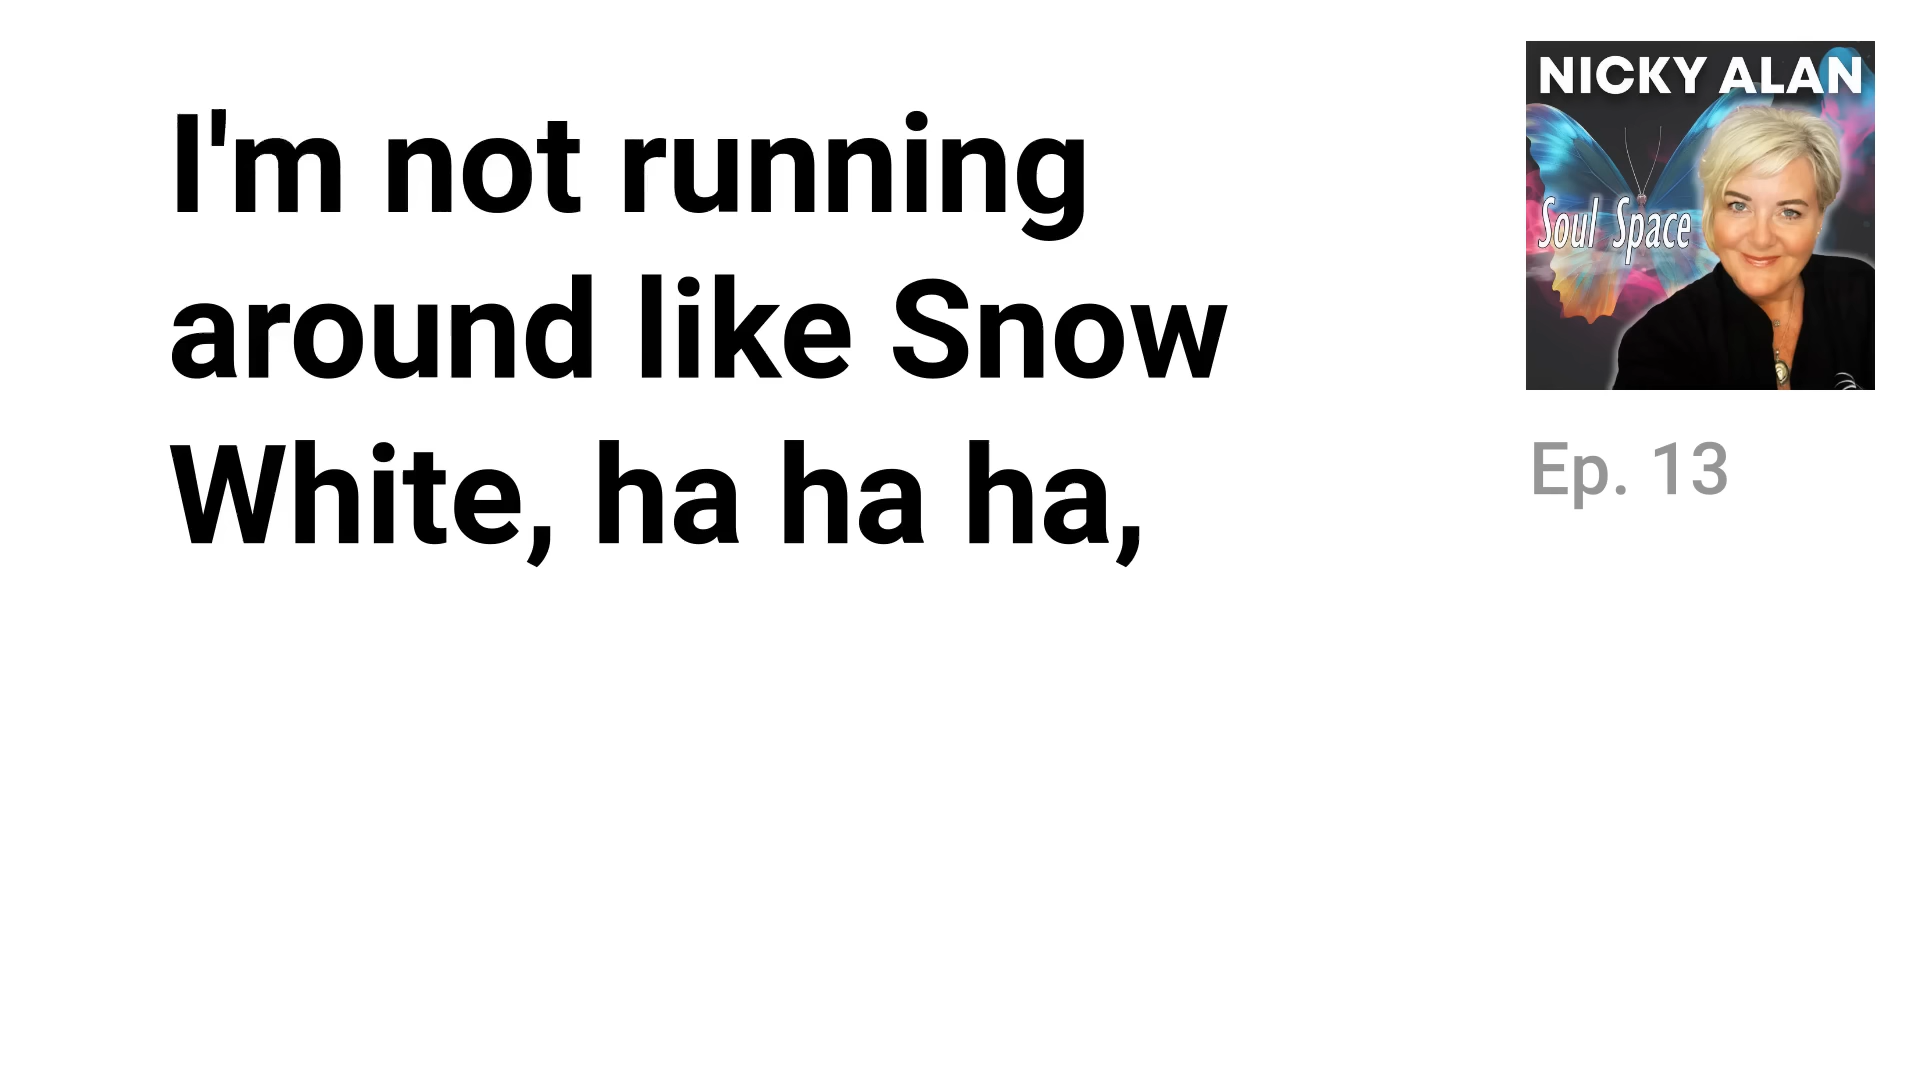 I'm not running
around like Snow
White, ha ha ha,
NICKY ALAN
Soul Space
Ep. 13